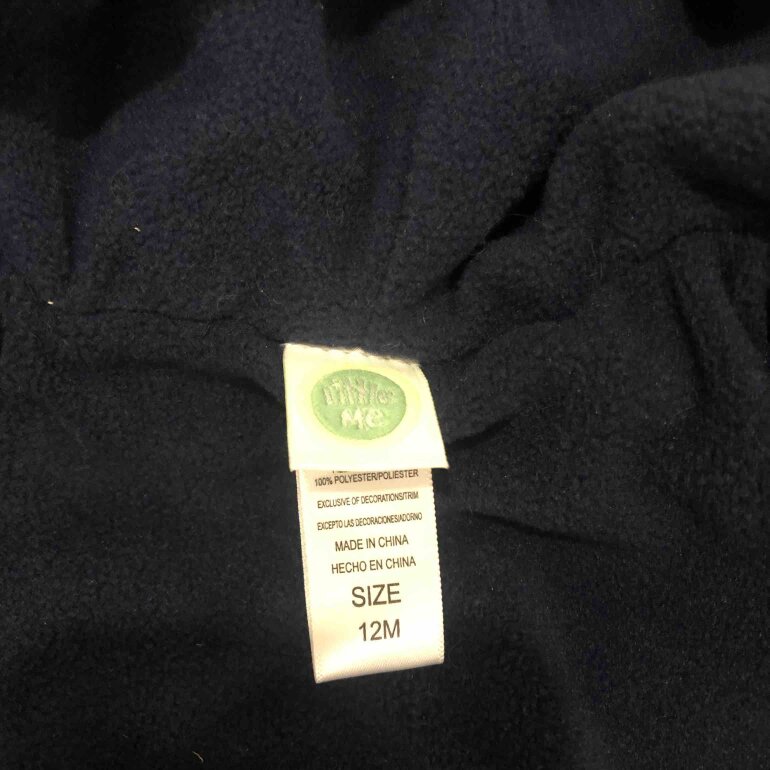 little
me
100% POLYESTER/POLIESTER
EXCLUSIVE OF DECORATIONS/TRIM
EXCEPTO LAS DECORACIONES/ADORNO
MADE IN CHINA
HECHO EN CHINA
SIZE
12M